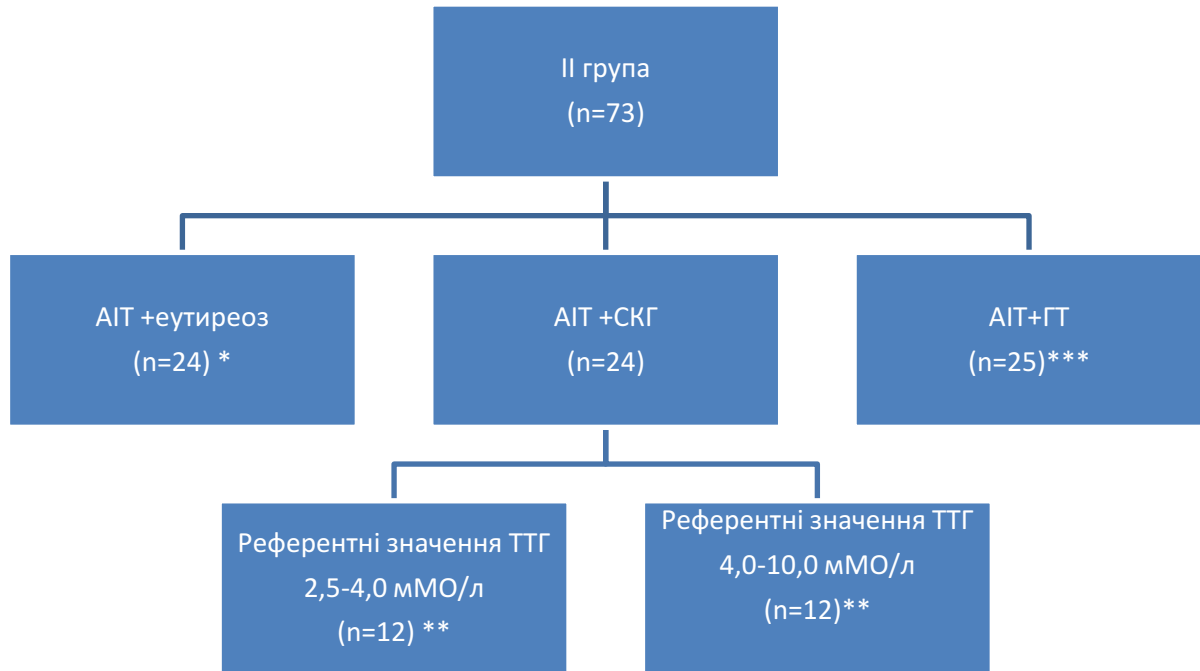 ІІ група
(n=73)
АІТ +еутиреоз
(n=24) *
АІТ +СКГ
(n=24)
АІТ+ГТ
(n=25)***
Референтні значення ТТГ
2,5-4,0 мМО/л
(n=12) **
Референтні значення ТТГ
4,0-10,0 мМО/л
(n=12)**